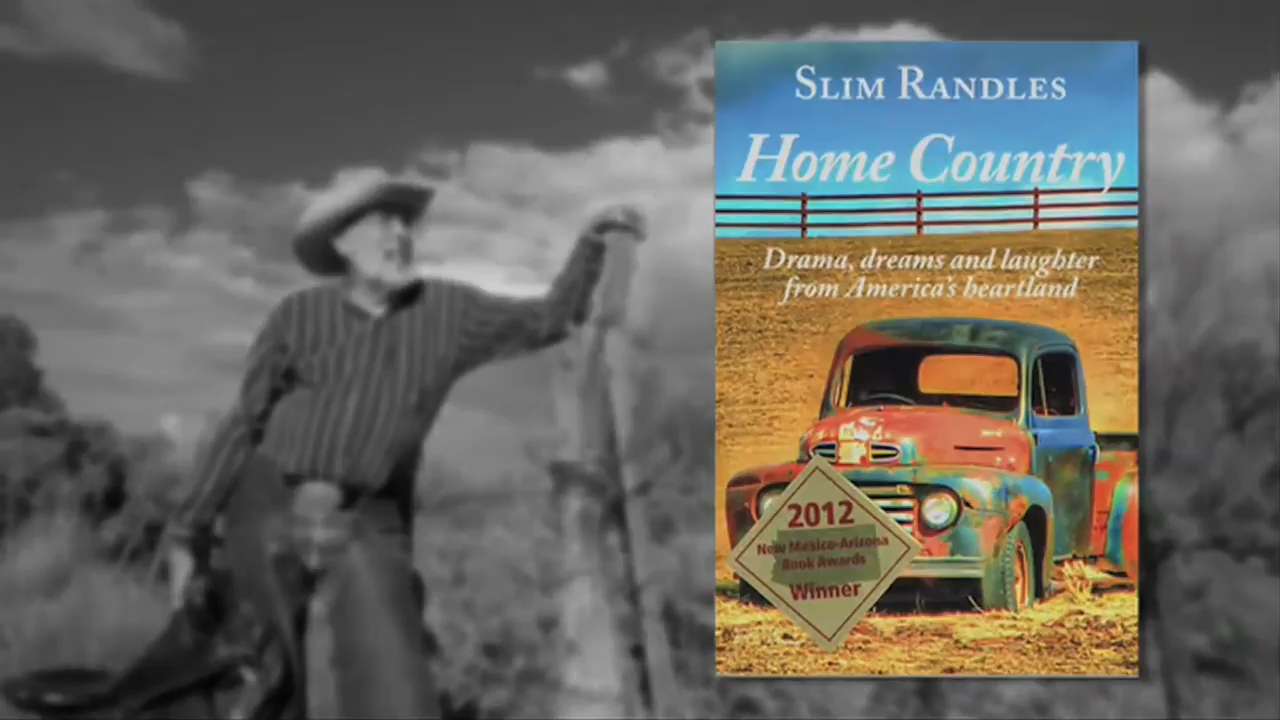 SLIM RANDLES
Home Country
Drama, dreams and laughter
from America's heartland
2012
New Mexico-Arizona
Book Awards
Winner